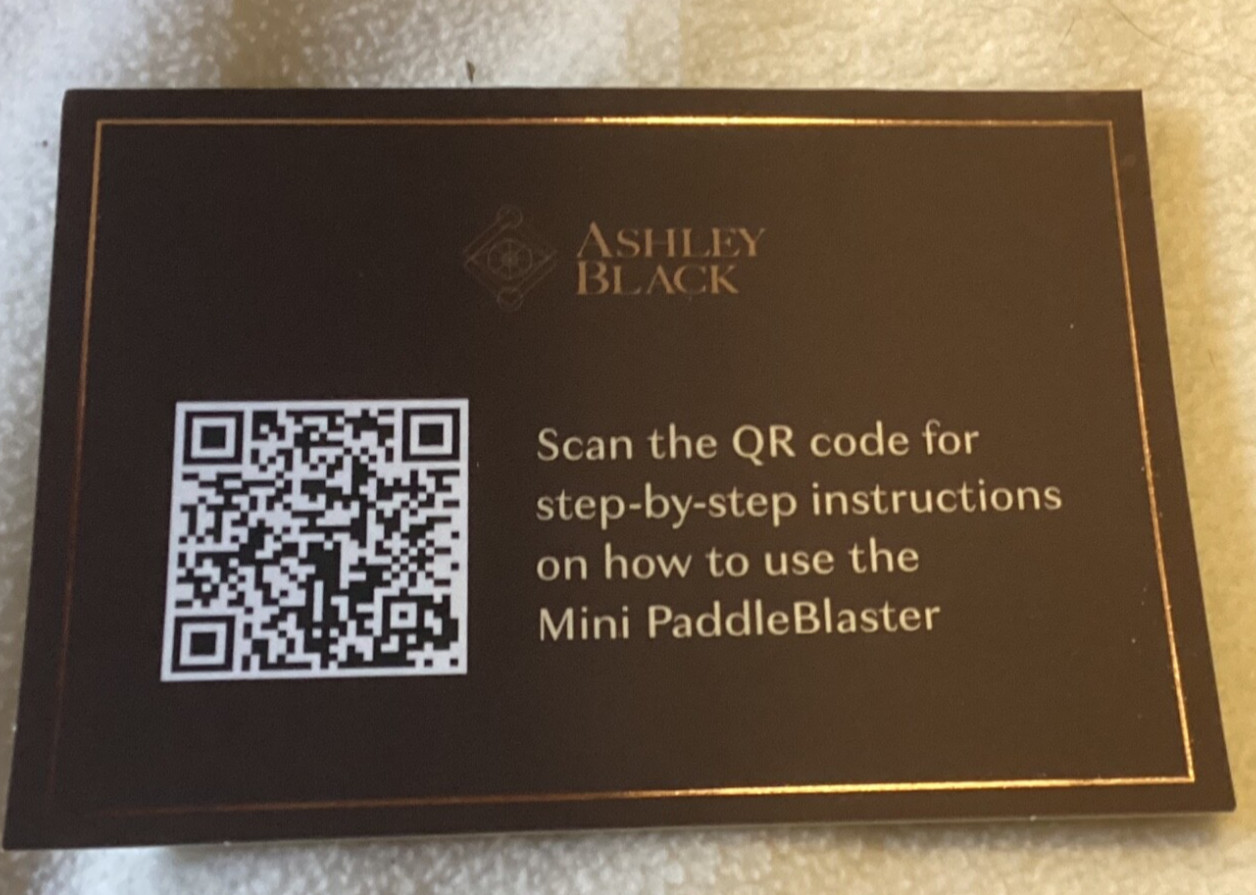 ASHLEY
BLACK
Scan the QR code for
step-by-step instructions
on how to use the
Mini PaddleBlaster